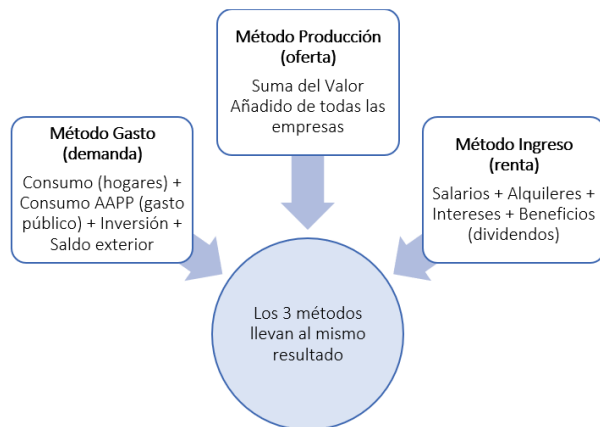 Método Producción
(oferta)
Suma del Valor
Añadido de todas las
empresas
Método Gasto
(demanda)
Consumo (hogares) +
Consumo AAPP (gasto
público) + Inversión +
Saldo exterior
Método Ingreso
(renta)
Salarios + Alquileres +
Intereses + Beneficios
(dividendos)
Los 3 métodos
llevan al mismo
resultado